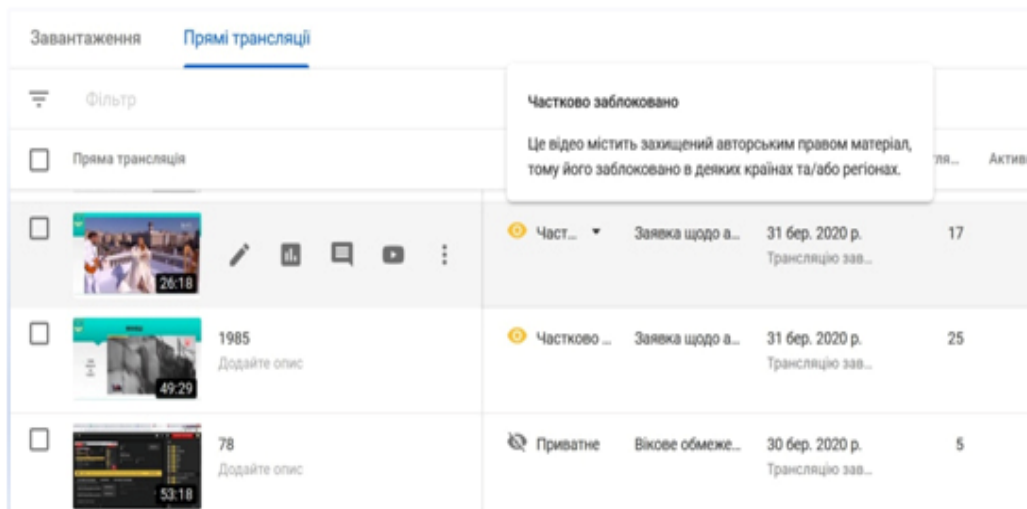 Завантаження
Прямі трансляції
Фільтр
Частково заблоковано
Це відео містить захищений авторським правом матеріал,
тому його заблоковано в деяких країнах та/або регіонах.
Пряма трансляція
26:18
Част...
Заявка щодо а...
31 бер. 2020 р.
17
Трансляцію зав...
1985
Частково ...
Заявка щодо а...
31 бер. 2020 р.
25
Додайте опис
Трансляцію зав...
49:29
78
Приватне
Вікове обмеже...
30 бер. 2020 р.
5
Додайте опис
Трансляцію зав...
53:18